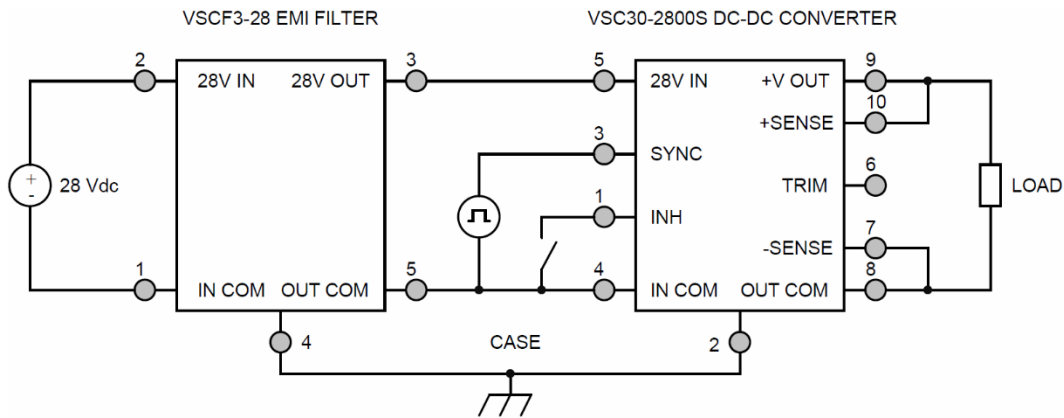 VSCF3-28 EMI FILTER
VSC30-2800S DC-DC CONVERTER
2
3
5
9
28V IN
28V OUT
28V IN
+V OUT
10
+SENSE
3
SYNC
6
+
-
28 Vdc
TRIM
LOAD
1
INH
7
-SENSE
1
5
4
8
IN COM
OUT COM
IN COM
OUT COM
4
CASE
2